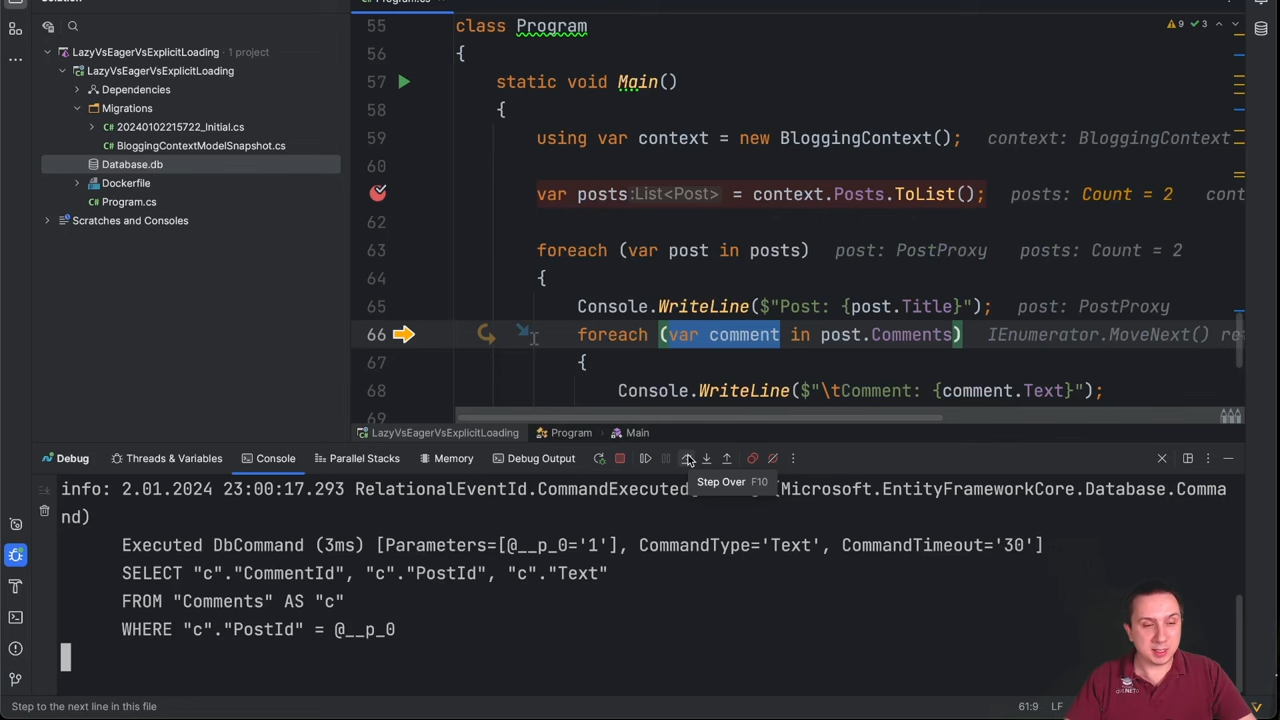 LazyVsEagerVsExplicitLoading 1 project
LazyVsEagerVsExplicitLoading
Dependencies
Migrations
C# 20240102215722_Initial.cs
C# BloggingContextModelSnapshot.cs
Database.db
Dockerfile
C# Program.cs
Scratches and Consoles
9 3
55 class Program
56 {
57 static void Main()
58 {
59 using var context = new BloggingContext(); context: BloggingContext
60
var posts:List<Post> = context.Posts.ToList(); posts: Count = 2 cont
62
63 foreach (var post in posts) post: PostProxy posts: Count = 2
64 {
65 Console.WriteLine($"Post: {post.Title}"); post: PostProxy
66 foreach (var comment in post.Comments) IEnumerator.MoveNext() re
67 {
68 Console.WriteLine($"\tComment: {comment.Text}");
69
LazyVsEagerVsExplicitLoading Program Main
Debug Threads & Variables Console Parallel Stacks Memory Debug Output
Step Over F10
info: 2.01.2024 23:00:17.293 RelationalEventId.CommandExecuted (Microsoft.EntityFrameworkCore.Database.Comma
nd)
Executed DbCommand (3ms) [Parameters=[@__p_0='1'], CommandType='Text', CommandTimeout='30']
SELECT "c"."CommentId", "c"."PostId", "c"."Text"
FROM "Comments" AS "c"
WHERE "c"."PostId" = @__p_0
Step to the next line in this file 61:9 LF